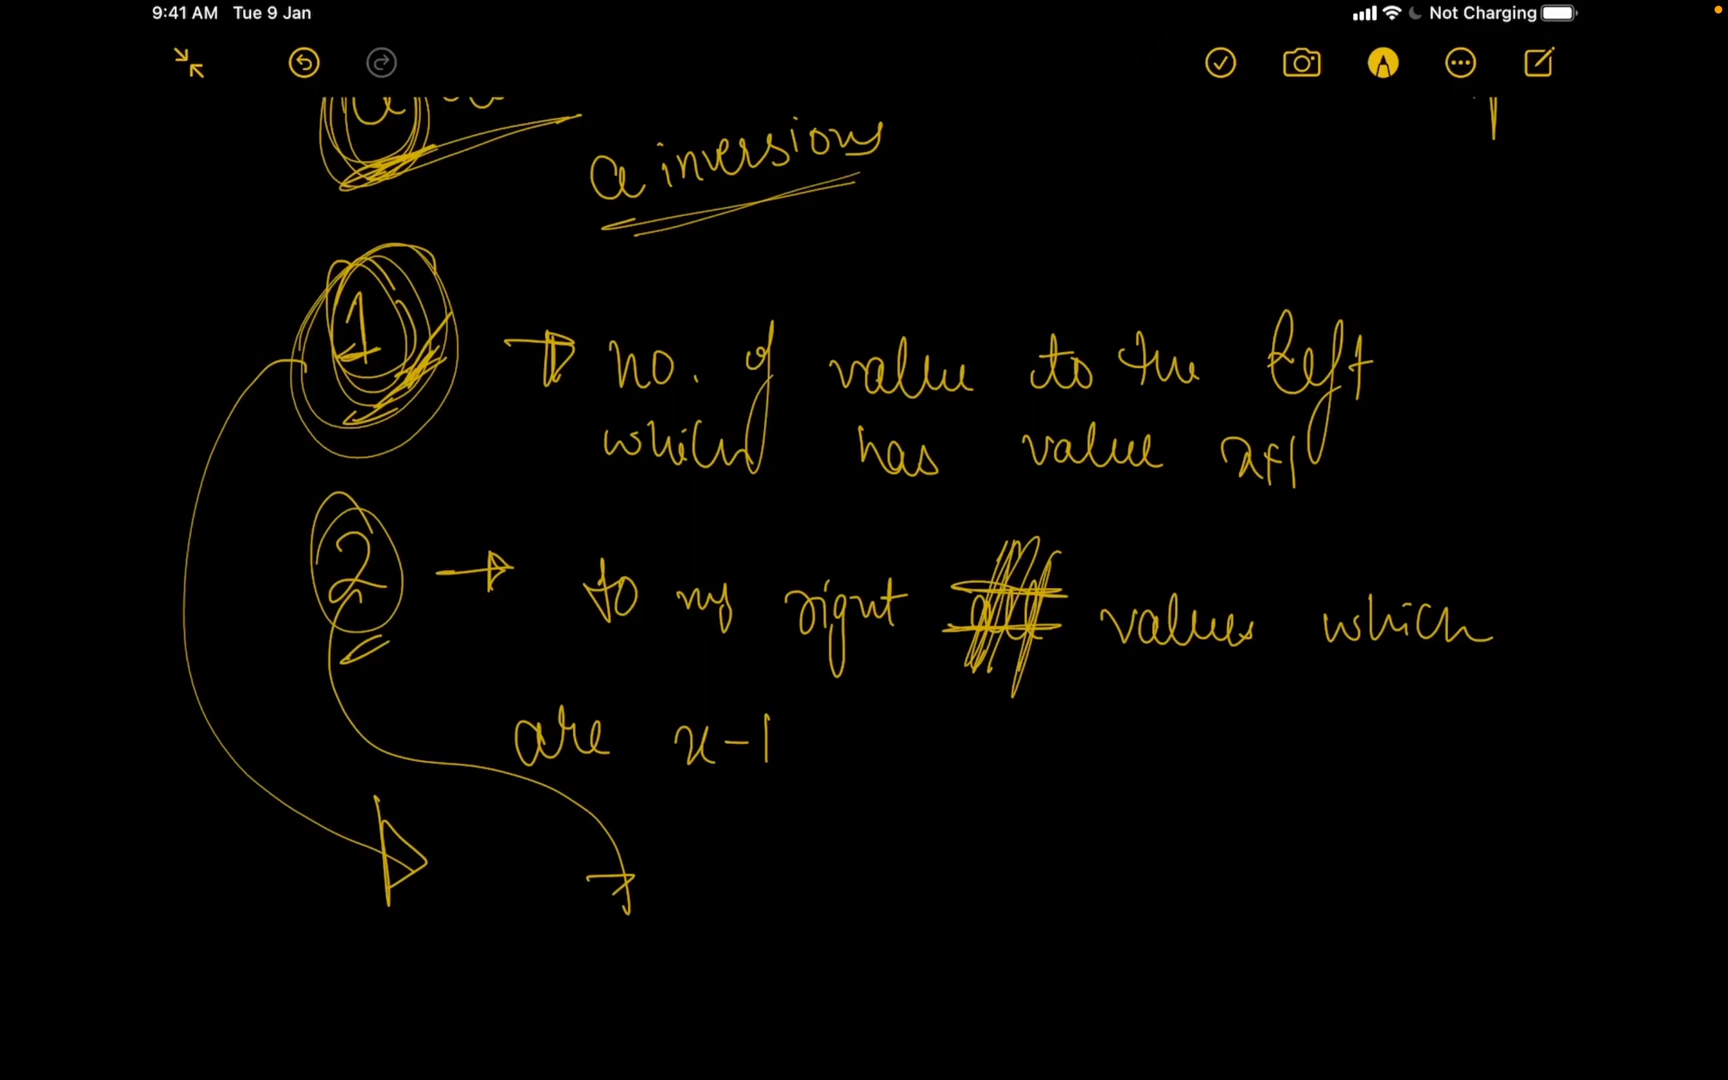 9:41 AM Tue 9 Jan
Not Charging
a inversions
1 → no. of value to the left
which has value x+1
2 → to my right values which
are x-1